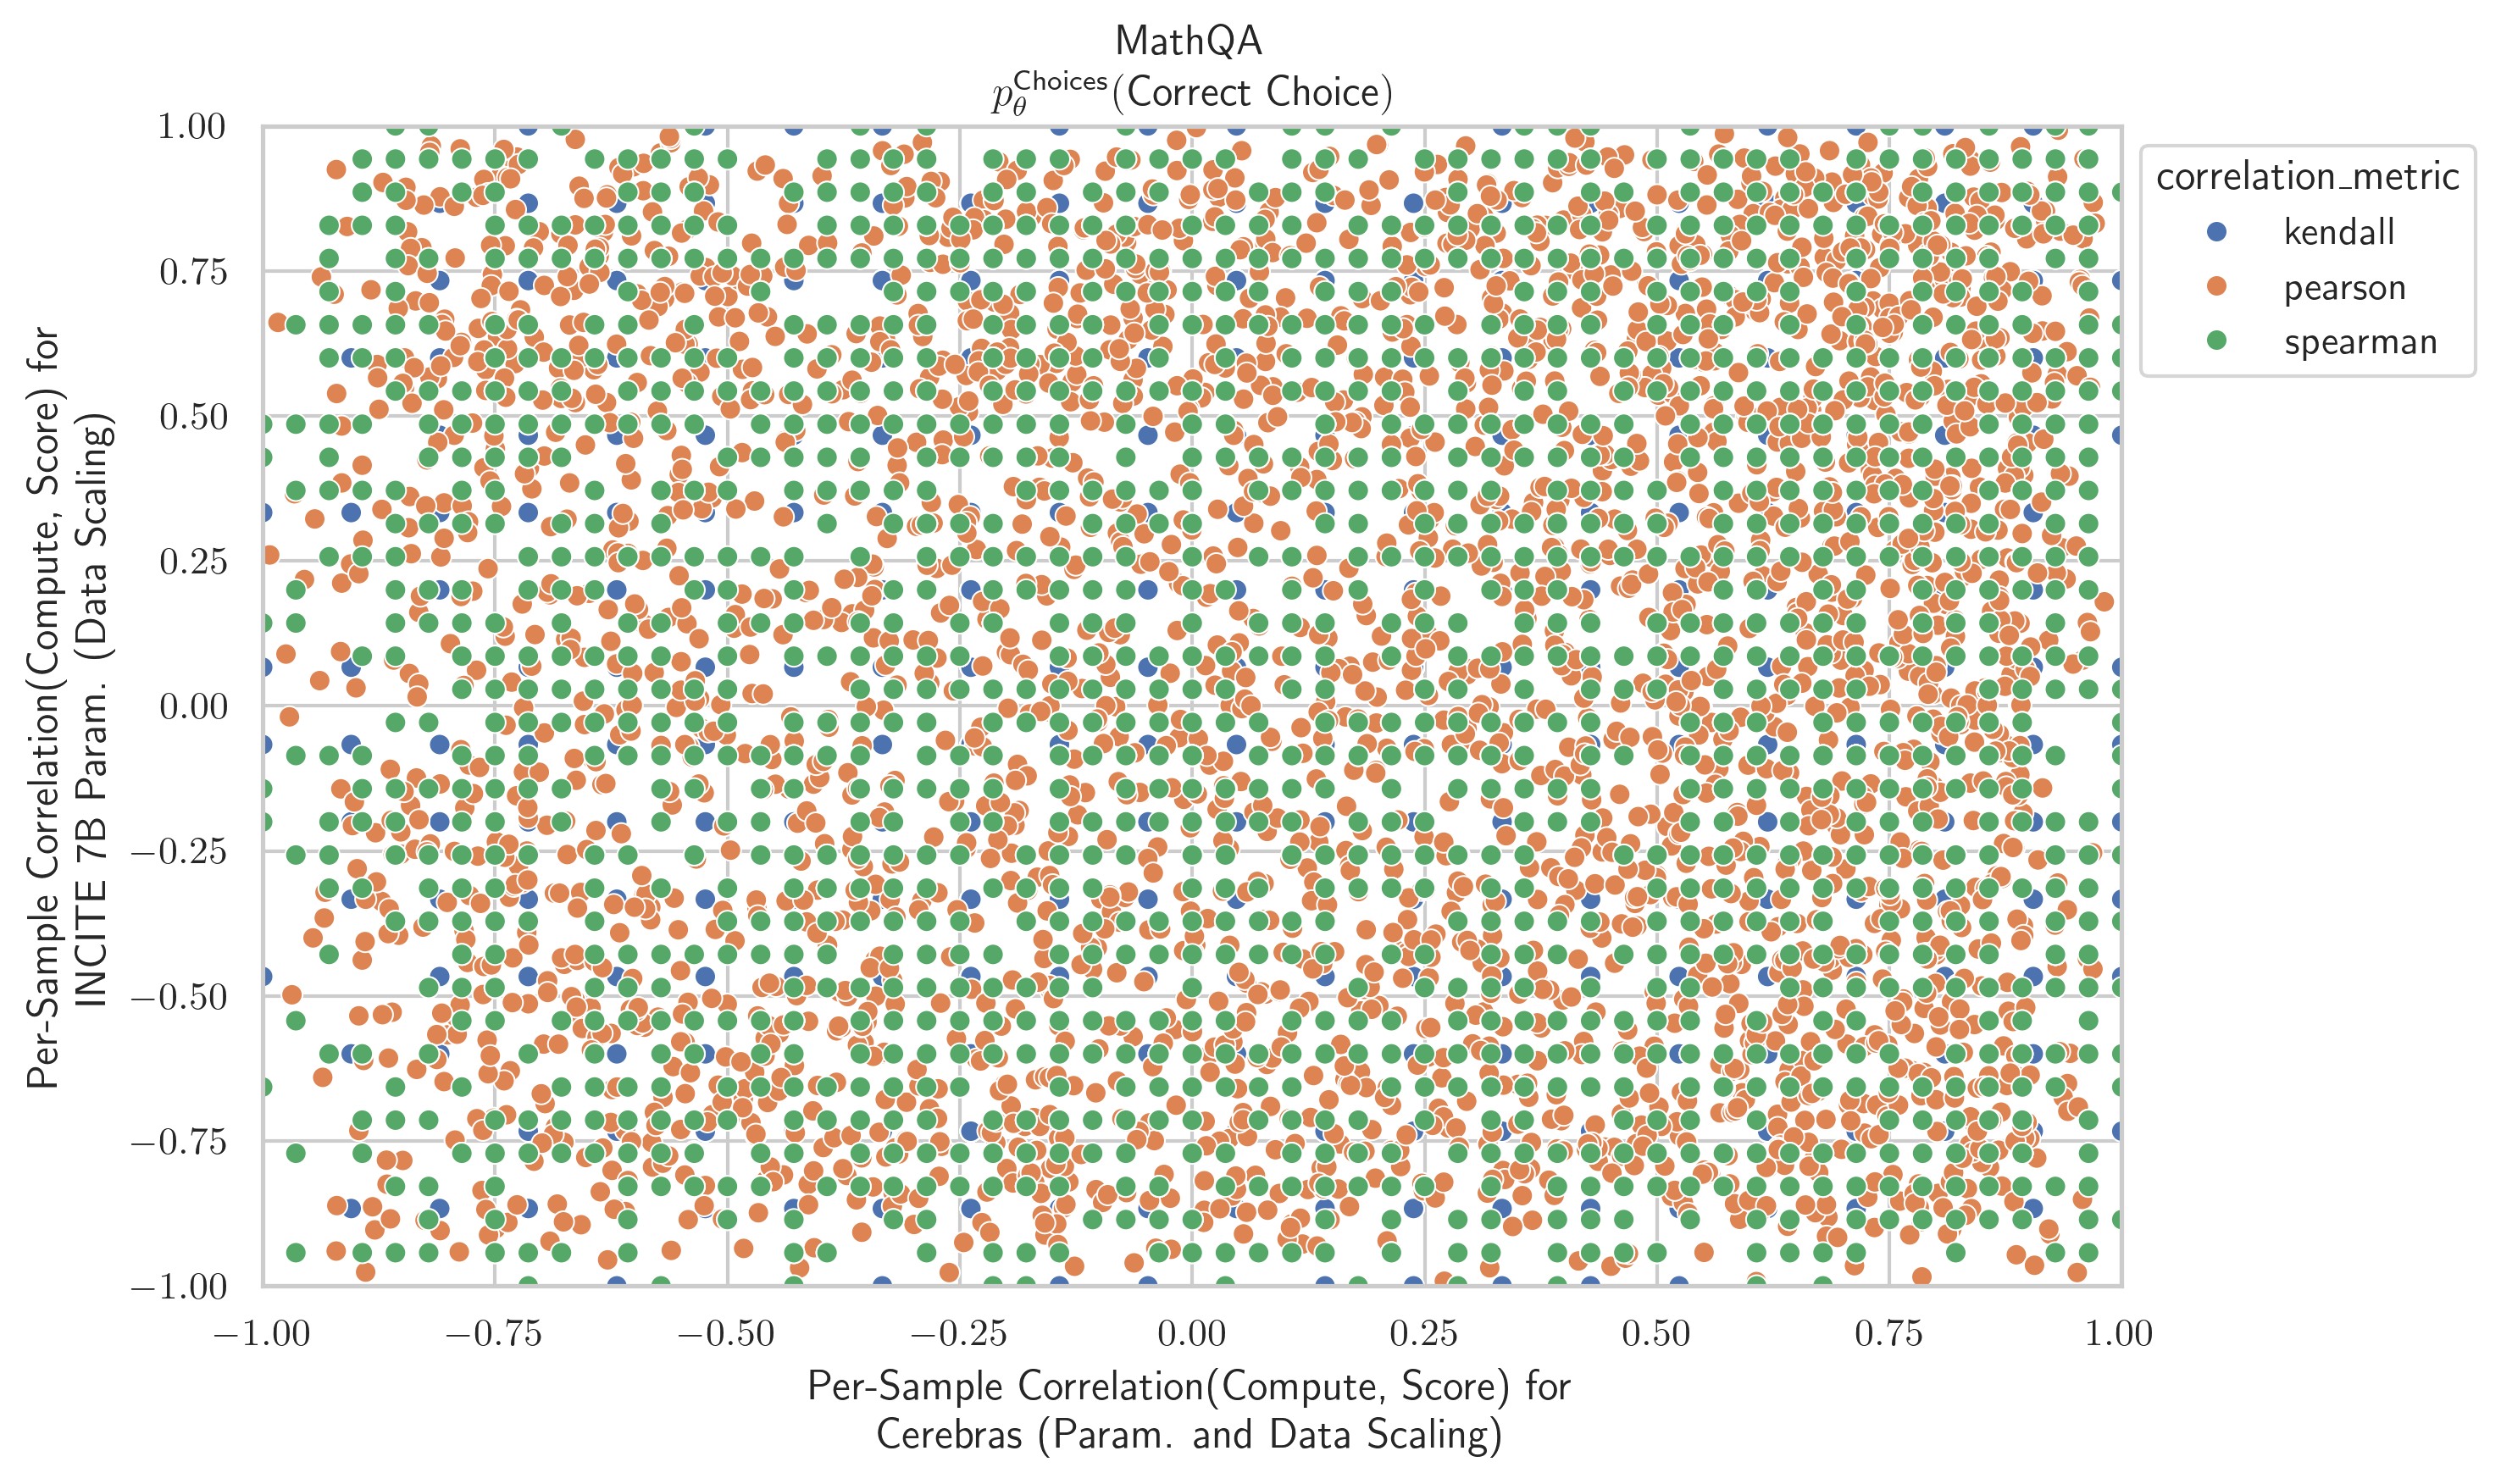 MathQA
p_θ^Choices(Correct Choice)
1.00
0.75
0.50
0.25
0.00
−0.25
−0.50
−0.75
−1.00
Per-Sample Correlation(Compute, Score) for
INCITE 7B Param. (Data Scaling)
−1.00 −0.75 −0.50 −0.25 0.00 0.25 0.50 0.75 1.00
Per-Sample Correlation(Compute, Score) for
Cerebras (Param. and Data Scaling)
correlation_metric
kendall
pearson
spearman